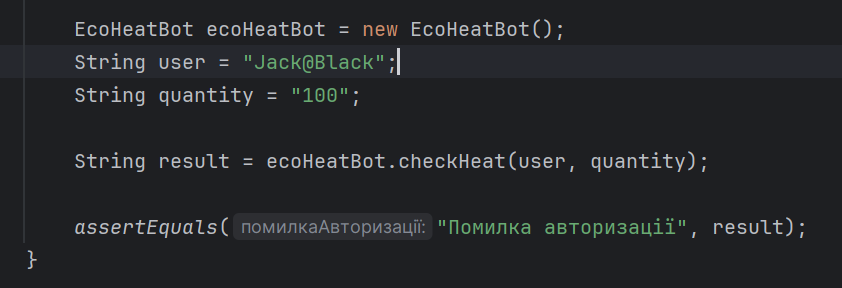 EcoHeatBot ecoHeatBot = new EcoHeatBot();
String user = "Jack@Black";
String quantity = "100";
String result = ecoHeatBot.checkHeat(user, quantity);
assertEquals( помилкаАвторизації: "Помилка авторизації", result);
}